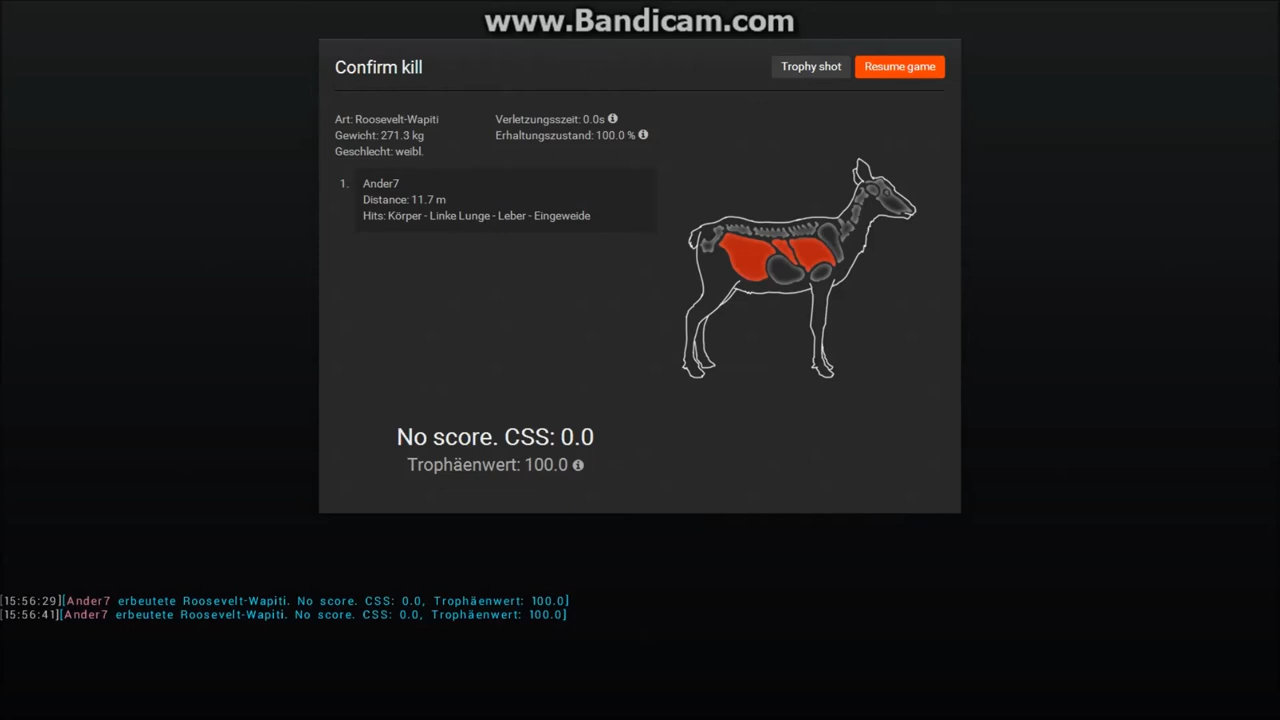 www.Bandicam.com
Confirm kill
Trophy shot
Resume game
Art: Roosevelt-Wapiti
Gewicht: 271.3 kg
Geschlecht: weibl.
Verletzungszeit: 0.0s
Erhaltungszustand: 100.0 %
1. Ander7
Distance: 11.7 m
Hits: Körper - Linke Lunge - Leber - Eingeweide
No score. CSS: 0.0
Trophäenwert: 100.0
[15:56:29][Ander7 erbeutete Roosevelt-Wapiti. No score. CSS: 0.0, Trophäenwert: 100.0]
[15:56:41][Ander7 erbeutete Roosevelt-Wapiti. No score. CSS: 0.0, Trophäenwert: 100.0]